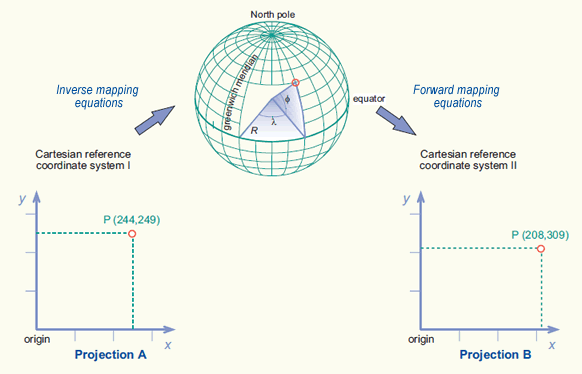 North pole
Inverse mapping
equations
greenwich meridian
ϕ
λ
R
equator
Forward mapping
equations
Cartesian reference
coordinate system I
y
P (244,249)
origin
x
Projection A
Cartesian reference
coordinate system II
y
P (208,309)
origin
x
Projection B